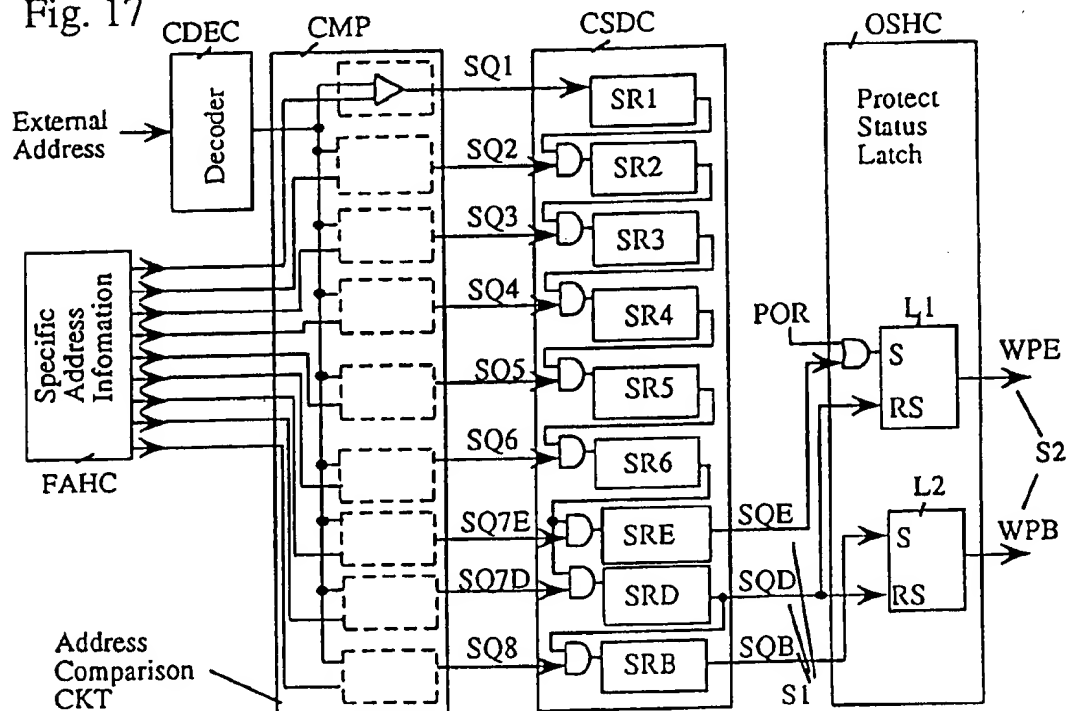 Fig. 17
CDEC
CMP
CSDC
OSHC
External
Address
Decoder
SQ1
SR1
Protect
Status
Latch
SQ2
SR2
SQ3
SR3
SQ4
SR4
Specific
Address
Infomation
FAHC
POR
L1
S
RS
WPE
SQ5
SR5
SQ6
SR6
S2
L2
S
RS
WPB
SQ7E
SRE
SQE
SQ7D
SRD
SQD
SQ8
SRB
SQB
S1
Address
Comparison
CKT